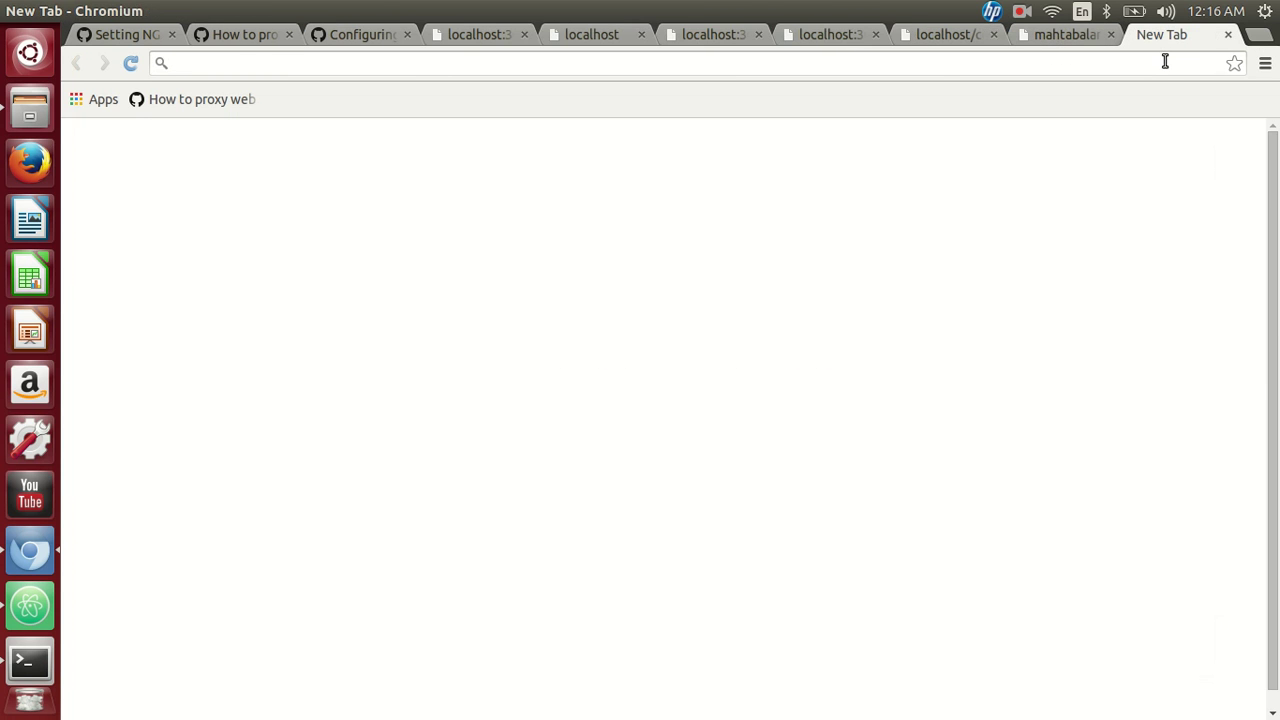 New Tab - Chromium
En
12:16 AM
Setting NG
How to pro
Configuring
localhost:3
localhost
localhost:3
localhost:3
localhost/c
mahtabalar
New Tab
Apps
How to proxy web
hp
a
You
Tube
>_